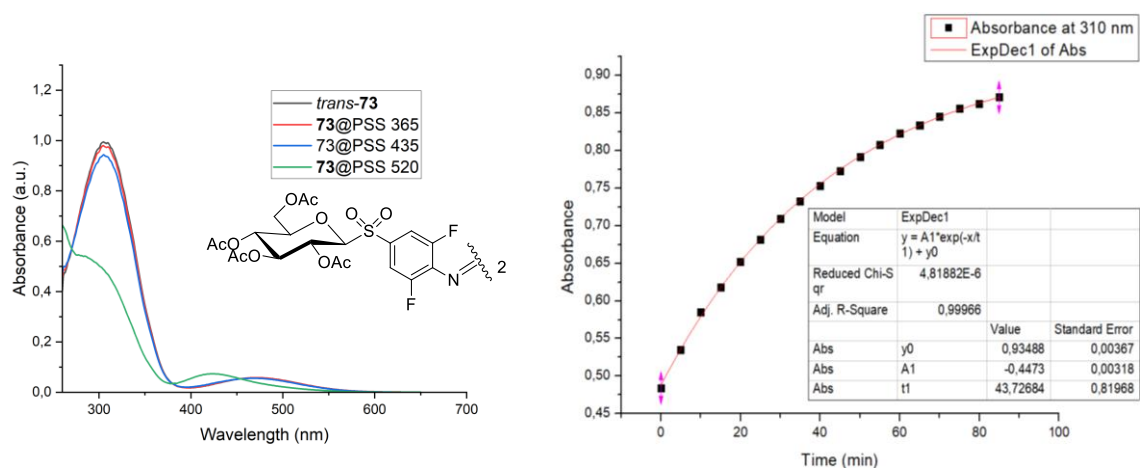 1,2
1,0
0,8
0,6
0,4
0,2
0,0
Absorbance (a.u.)
300 400 500 600 700
Wavelength (nm)
trans-73
73@PSS 365
73@PSS 435
73@PSS 520
OAc
O
O O
S
F
AcO
AcO
OAc
N
2
F
Absorbance at 310 nm
ExpDec1 of Abs
0,90
0,85
0,80
0,75
0,70
0,65
0,60
0,55
0,50
0,45
Absorbance
0 20 40 60 80 100
Time (min)
Model ExpDec1
Equation y = A1*exp(-x/t
1) + y0
Reduced Chi-S 4,81882E-6
qr
Adj. R-Square 0,99966
Value Standard Error
Abs y0 0,93488 0,00367
Abs A1 -0,4473 0,00318
Abs t1 43,72684 0,81968